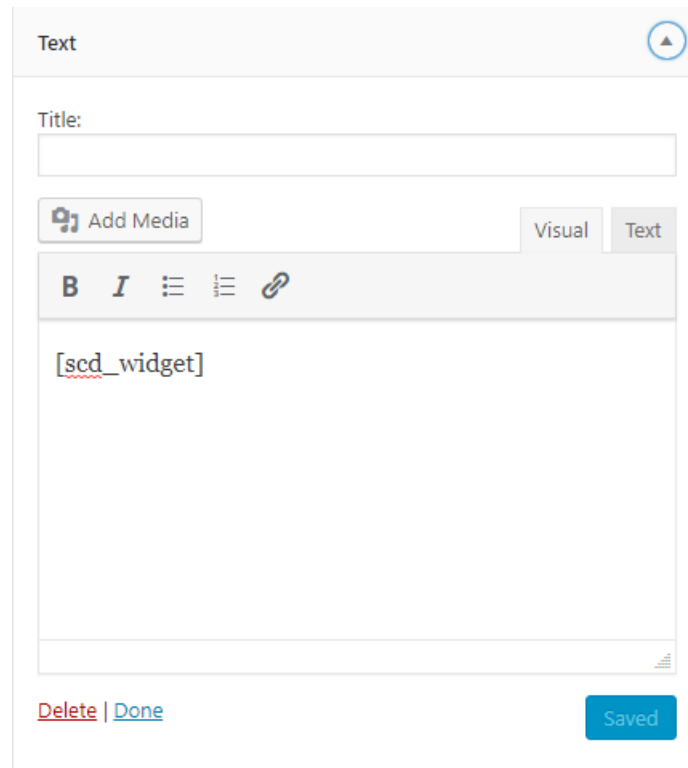 Text
Title:
Add Media
Visual Text
B I
[scd_widget]
Delete | Done
Saved